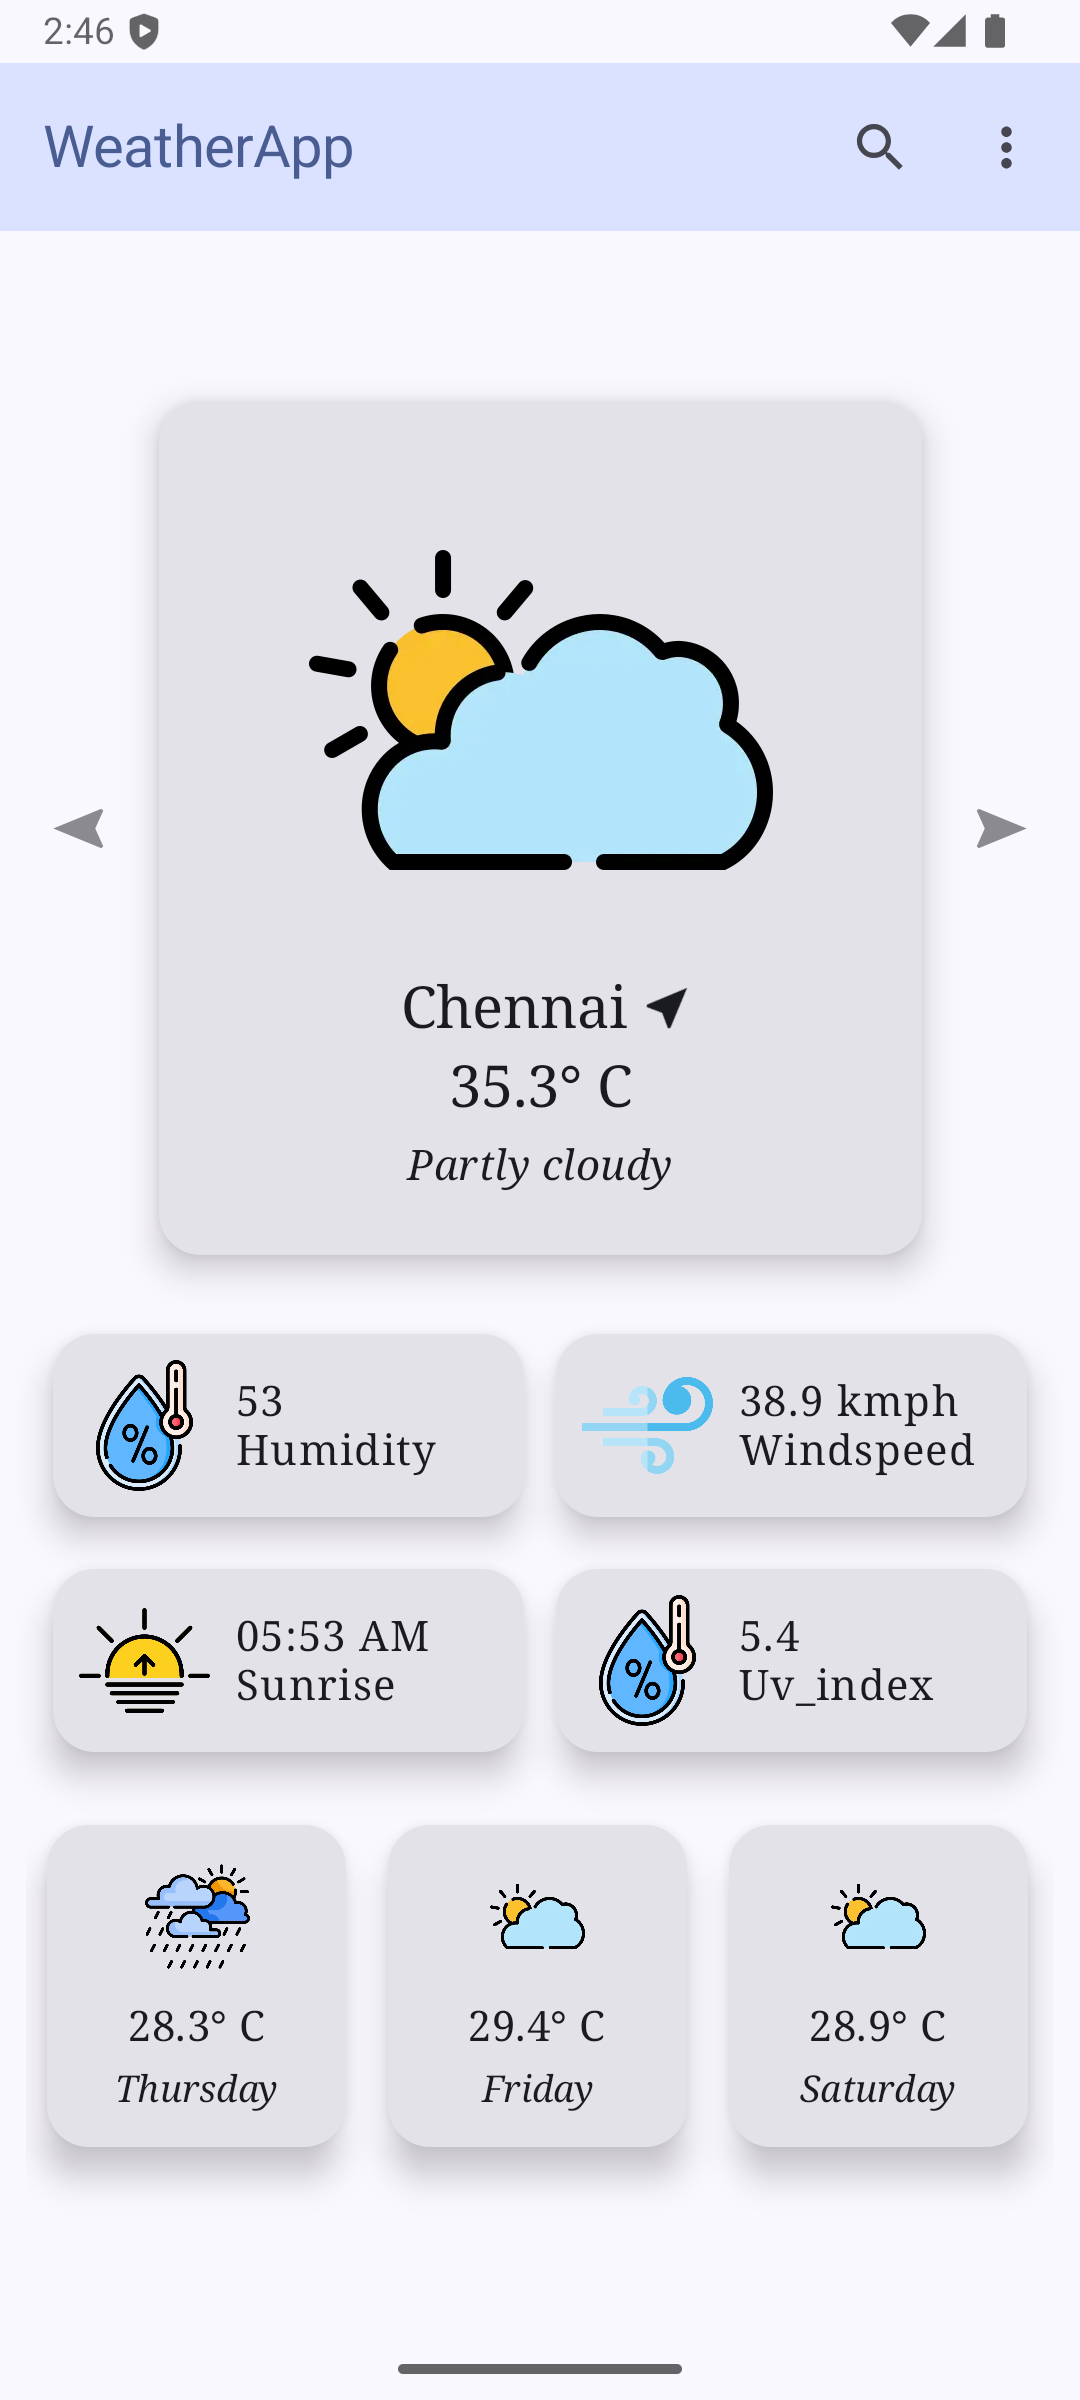 2:46
WeatherApp
Chennai
35.3° C
Partly cloudy
53
Humidity
38.9 kmph
Windspeed
05:53 AM
Sunrise
5.4
Uv_index
28.3° C
Thursday
29.4° C
Friday
28.9° C
Saturday